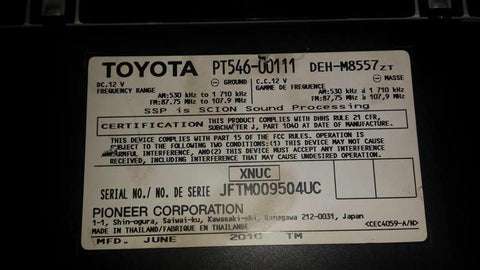 TOYOTA PT546-00111 DEH-M8557ZT
DC.12 V ⊖ GROUND C.C.12 V ⊖ MASSE
FREQUENCY RANGE GAMME DE FREQUENCE
AM:530 kHz to 1 710 kHz AM:530 kHz à 1 710 kHz
FM:87,75 MHz to 107,9 MHz FM:87,75 MHz à 107,9 MHz
SSP is SCION Sound Processing
CERTIFICATION THIS PRODUCT COMPLIES WITH DHHS RULE 21 CFR,
SUBCHAPTER J, PART 1040 AT DATE OF MANUFACTURE.
THIS DEVICE COMPLIES WITH PART 15 OF THE FCC RULES. OPERATION IS
SUBJECT TO THE FOLLOWING TWO CONDITIONS:(1) THIS DEVICE MAY NOT CAUSE
HARMFUL INTERFERENCE, AND(2) THIS DEVICE MUST ACCEPT ANY INTERFERENCE
RECEIVED, INCLUDING INTERFERENCE THAT MAY CAUSE UNDESIRED OPERATION.
XNUC
SERIAL NO./ NO. DE SERIE JFTM009504UC
PIONEER CORPORATION
1-1, Shin-ogura, Saiwai-ku, Kawasaki-shi, Kanagawa 212-0031, Japan
MADE IN THAILAND/FABRIQUE EN THAILANDE <CEC4059-A/N>
MFD. JUNE 2010 TM